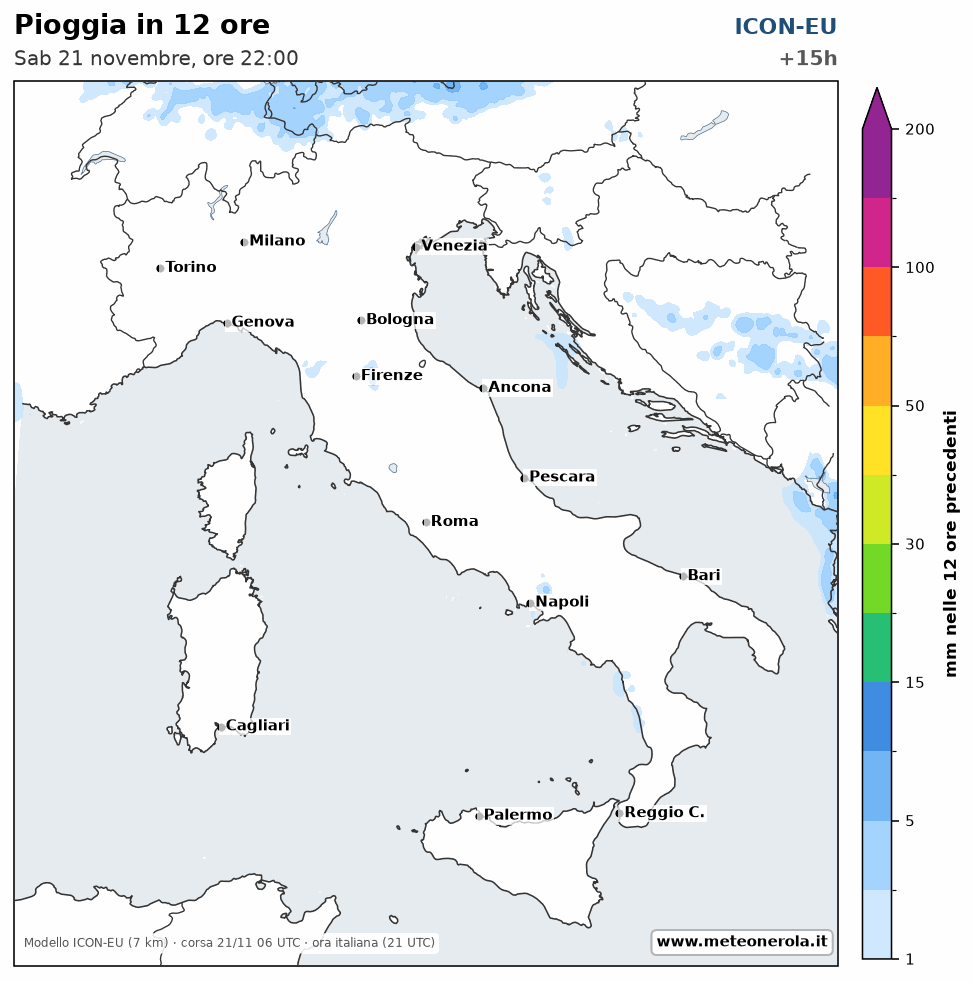 Pioggia in 12 ore
ICON-EU
Sab 21 novembre, ore 22:00
+15h
200
Milano
Venezia
Torino
100
Genova
Bologna
Firenze
Ancona
50
Pescara
Roma
30
Bari
Napoli
mm nelle 12 ore precedenti
15
Cagliari
Palermo
Reggio C.
5
Modello ICON-EU (7 km) · corsa 21/11 06 UTC · ora italiana (21 UTC)
www.meteonerola.it
1